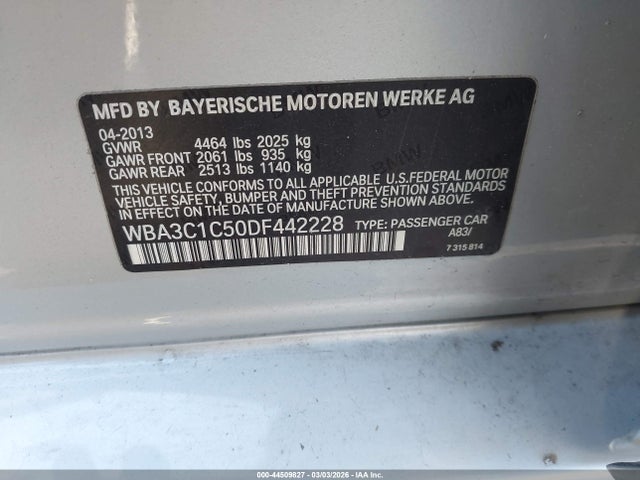 MFD BY BAYERISCHE MOTOREN WERKE AG
04-2013
GVWR 4464 lbs 2025 kg
GAWR FRONT 2061 lbs 935 kg
GAWR REAR 2513 lbs 1140 kg
THIS VEHICLE CONFORMS TO ALL APPLICABLE U.S.FEDERAL MOTOR
VEHICLE SAFETY, BUMPER AND THEFT PREVENTION STANDARDS
IN EFFECT ON THE DATE OF MANUFACTURE SHOWN ABOVE.
WBA3C1C50DF442228 TYPE: PASSENGER CAR
A83/
7 315 814
000-44509827 | 03/03/2026 - IAA Inc.